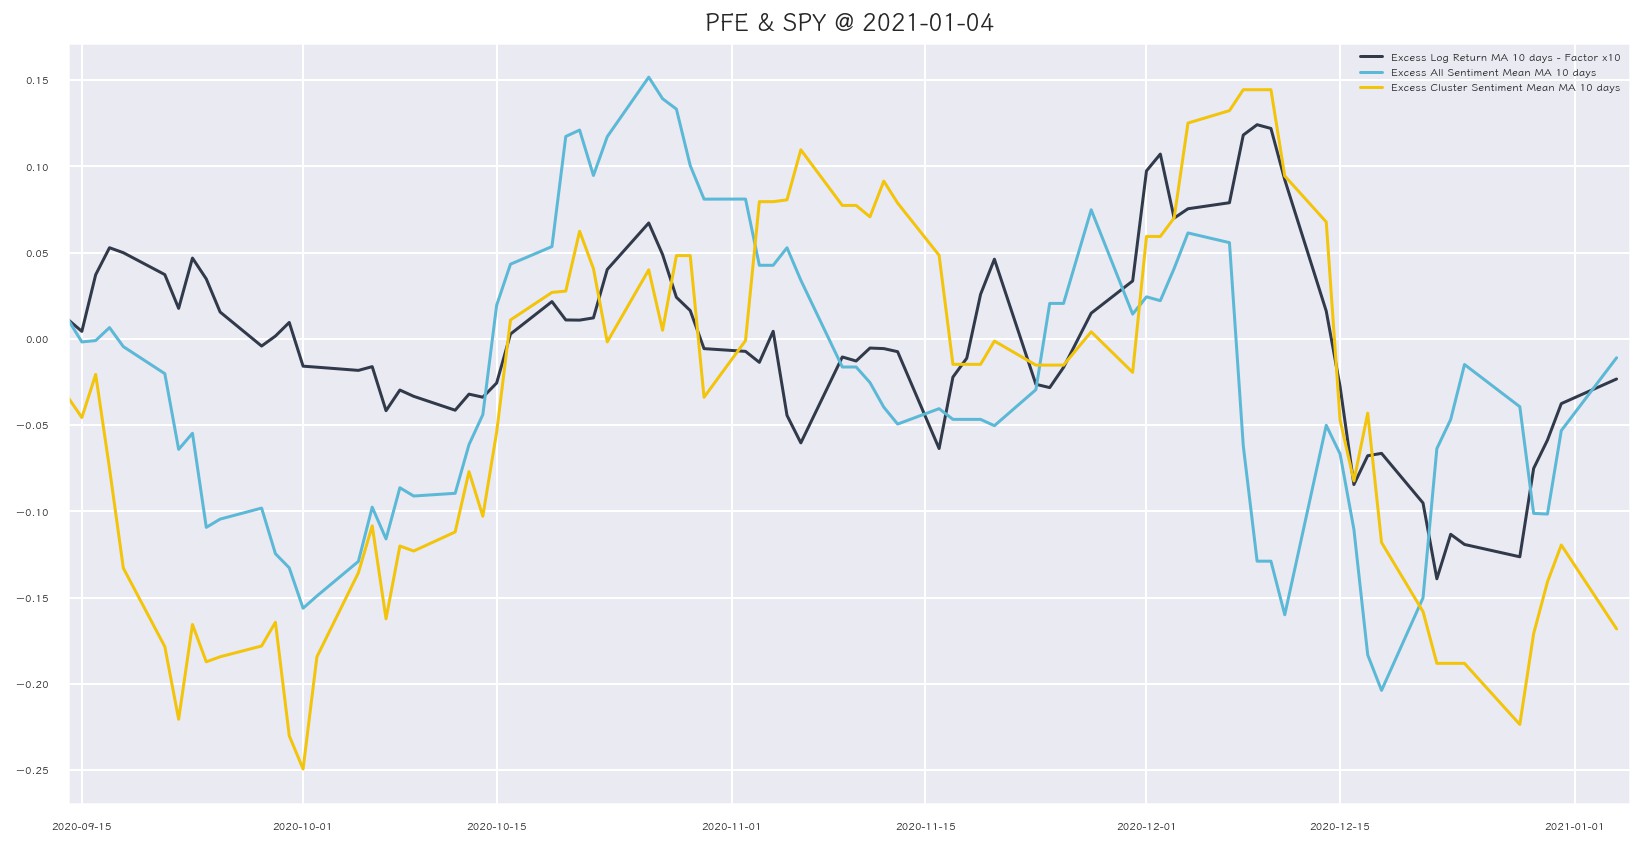 PFE & SPY @ 2021-01-04
Excess Log Return MA 10 days - Factor x10
Excess All Sentiment Mean MA 10 days
Excess Cluster Sentiment Mean MA 10 days
0.15
0.10
0.05
0.00
−0.05
−0.10
−0.15
−0.20
−0.25
2020-09-15 2020-10-01 2020-10-15 2020-11-01 2020-11-15 2020-12-01 2020-12-15 2021-01-01